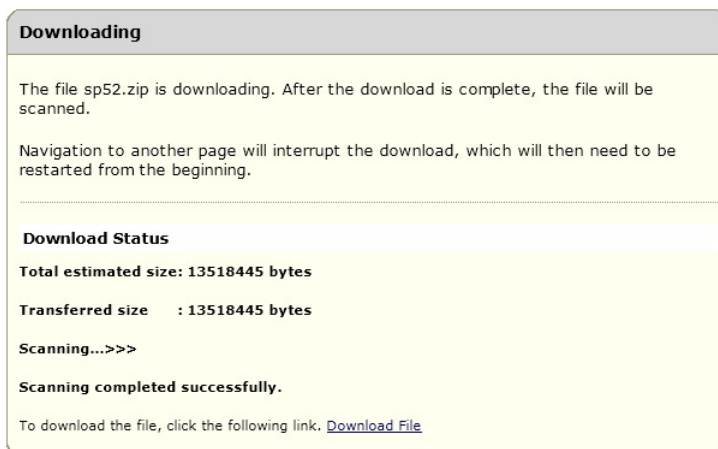 Downloading
The file sp52.zip is downloading. After the download is complete, the file will be
scanned.
Navigation to another page will interrupt the download, which will then need to be
restarted from the beginning.
Download Status
Total estimated size: 13518445 bytes
Transferred size : 13518445 bytes
Scanning...>>>
Scanning completed successfully.
To download the file, click the following link. Download File